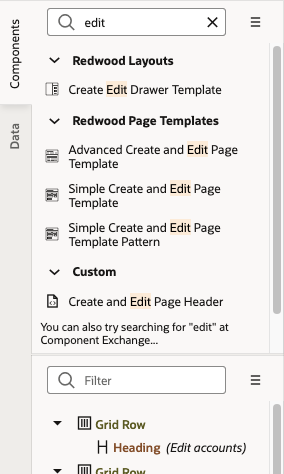 Components
Data
edit
Redwood Layouts
Create Edit Drawer Template
Redwood Page Templates
Advanced Create and Edit Page
Template
Simple Create and Edit Page
Template
Simple Create and Edit Page
Template Pattern
Custom
Create and Edit Page Header
You can also try searching for "edit" at
Component Exchange...
Filter
Grid Row
H Heading (Edit accounts)
Grid Row